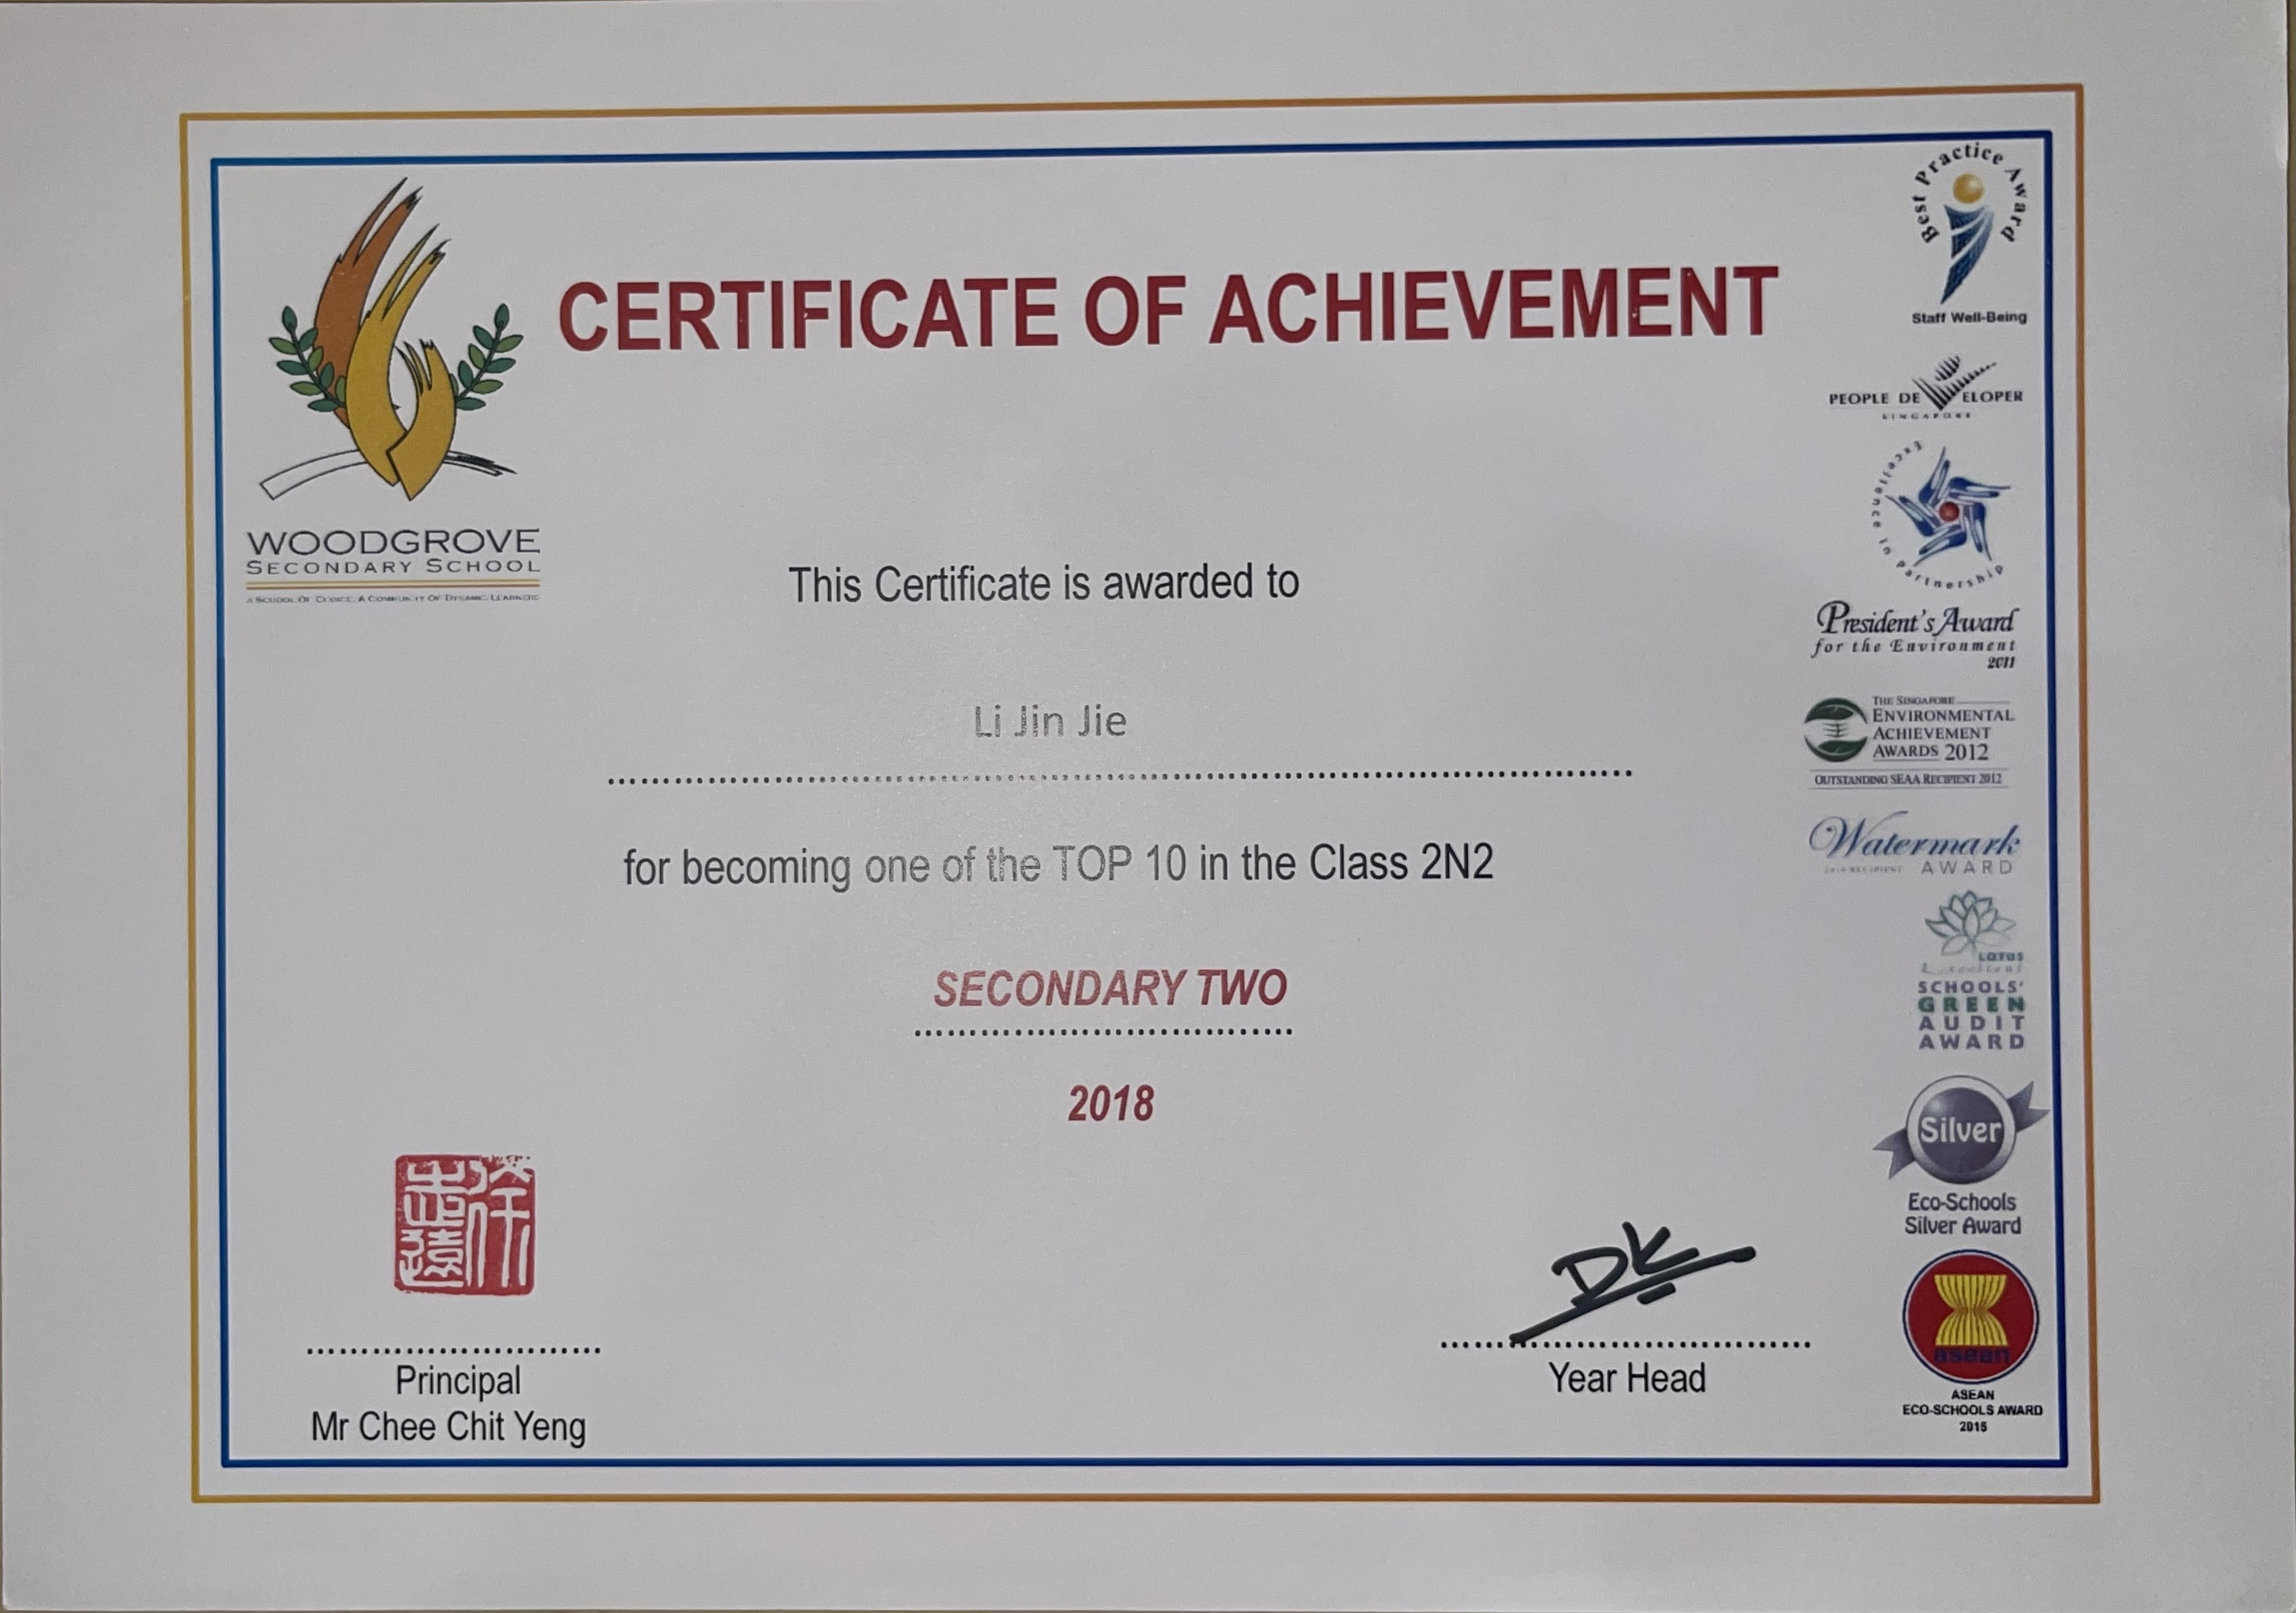 CERTIFICATE OF ACHIEVEMENT
WOODGROVE
SECONDARY SCHOOL
A SCHOOL OF CHOICE, A COMMUNITY OF DYNAMIC LEARNERS
This Certificate is awarded to
Li Jin Jie
for becoming one of the TOP 10 in the Class 2N2
SECONDARY TWO
2018
Principal
Mr Chee Chit Yeng
Year Head
DK
Best Practice Award
Staff Well-Being
PEOPLE DEVELOPER
SINGAPORE
Excellence in Partnership
President's Award
for the Environment
2011
THE SINGAPORE
ENVIRONMENTAL
ACHIEVEMENT
AWARDS 2012
OUTSTANDING SEAA RECIPIENT 2012
Watermark
RECIPIENT AWARD
LOTUS
SCHOOLS'
GREEN
AUDIT
AWARD
Silver
Eco-Schools
Silver Award
asean
ASEAN
ECO-SCHOOLS AWARD
2015